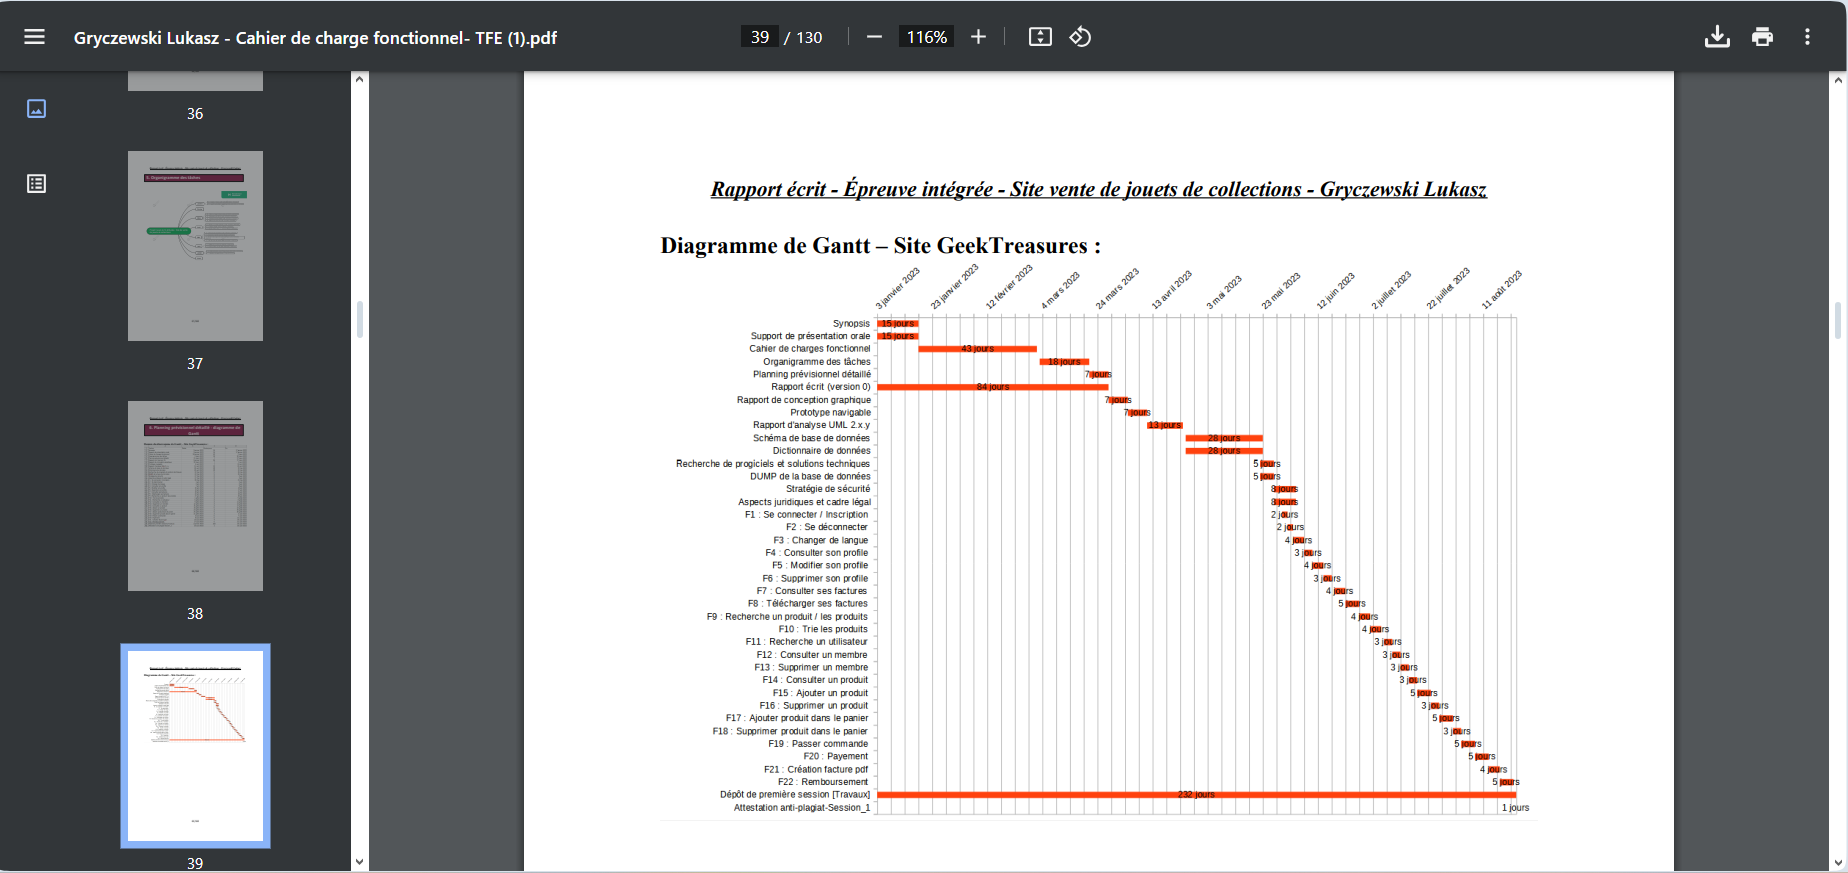 Gryczewski Lukasz - Cahier de charge fonctionnel- TFE (1).pdf
39 / 130
116%
36
37
38
39
Rapport écrit - Épreuve intégrée - Site vente de jouets de collections - Gryczewski Lukasz
Diagramme de Gantt – Site GeekTreasures :
3 janvier 2023
23 janvier 2023
12 février 2023
4 mars 2023
24 mars 2023
13 avril 2023
3 mai 2023
23 mai 2023
12 juin 2023
2 juillet 2023
22 juillet 2023
11 août 2023
Synopsis 15 jours
Support de présentation orale 15 jours
Cahier de charges fonctionnel 43 jours
Organigramme des tâches 18 jours
Planning prévisionnel détaillé 7 jours
Rapport écrit (version 0) 84 jours
Rapport de conception graphique 7 jours
Prototype navigable 7 jours
Rapport d'analyse UML 2.x.y 13 jours
Schéma de base de données 28 jours
Dictionnaire de données 28 jours
Recherche de progiciels et solutions techniques 5 jours
DUMP de la base de données 5 jours
Stratégie de sécurité 8 jours
Aspects juridiques et cadre légal 8 jours
F1 : Se connecter / Inscription 2 jours
F2 : Se déconnecter 2 jours
F3 : Changer de langue 4 jours
F4 : Consulter son profile 3 jours
F5 : Modifier son profile 4 jours
F6 : Supprimer son profile 3 jours
F7 : Consulter ses factures 4 jours
F8 : Télécharger ses factures 5 jours
F9 : Recherche un produit / les produits 4 jours
F10 : Trie les produits 4 jours
F11 : Recherche un utilisateur 3 jours
F12 : Consulter un membre 3 jours
F13 : Supprimer un membre 3 jours
F14 : Consulter un produit 3 jours
F15 : Ajouter un produit 5 jours
F16 : Supprimer un produit 3 jours
F17 : Ajouter produit dans le panier 5 jours
F18 : Supprimer produit dans le panier 3 jours
F19 : Passer commande 5 jours
F20 : Payement 5 jours
F21 : Création facture pdf 4 jours
F22 : Remboursement 5 jours
Dépôt de première session [Travaux] 232 jours
Attestation anti-plagiat-Session_1 1 jours